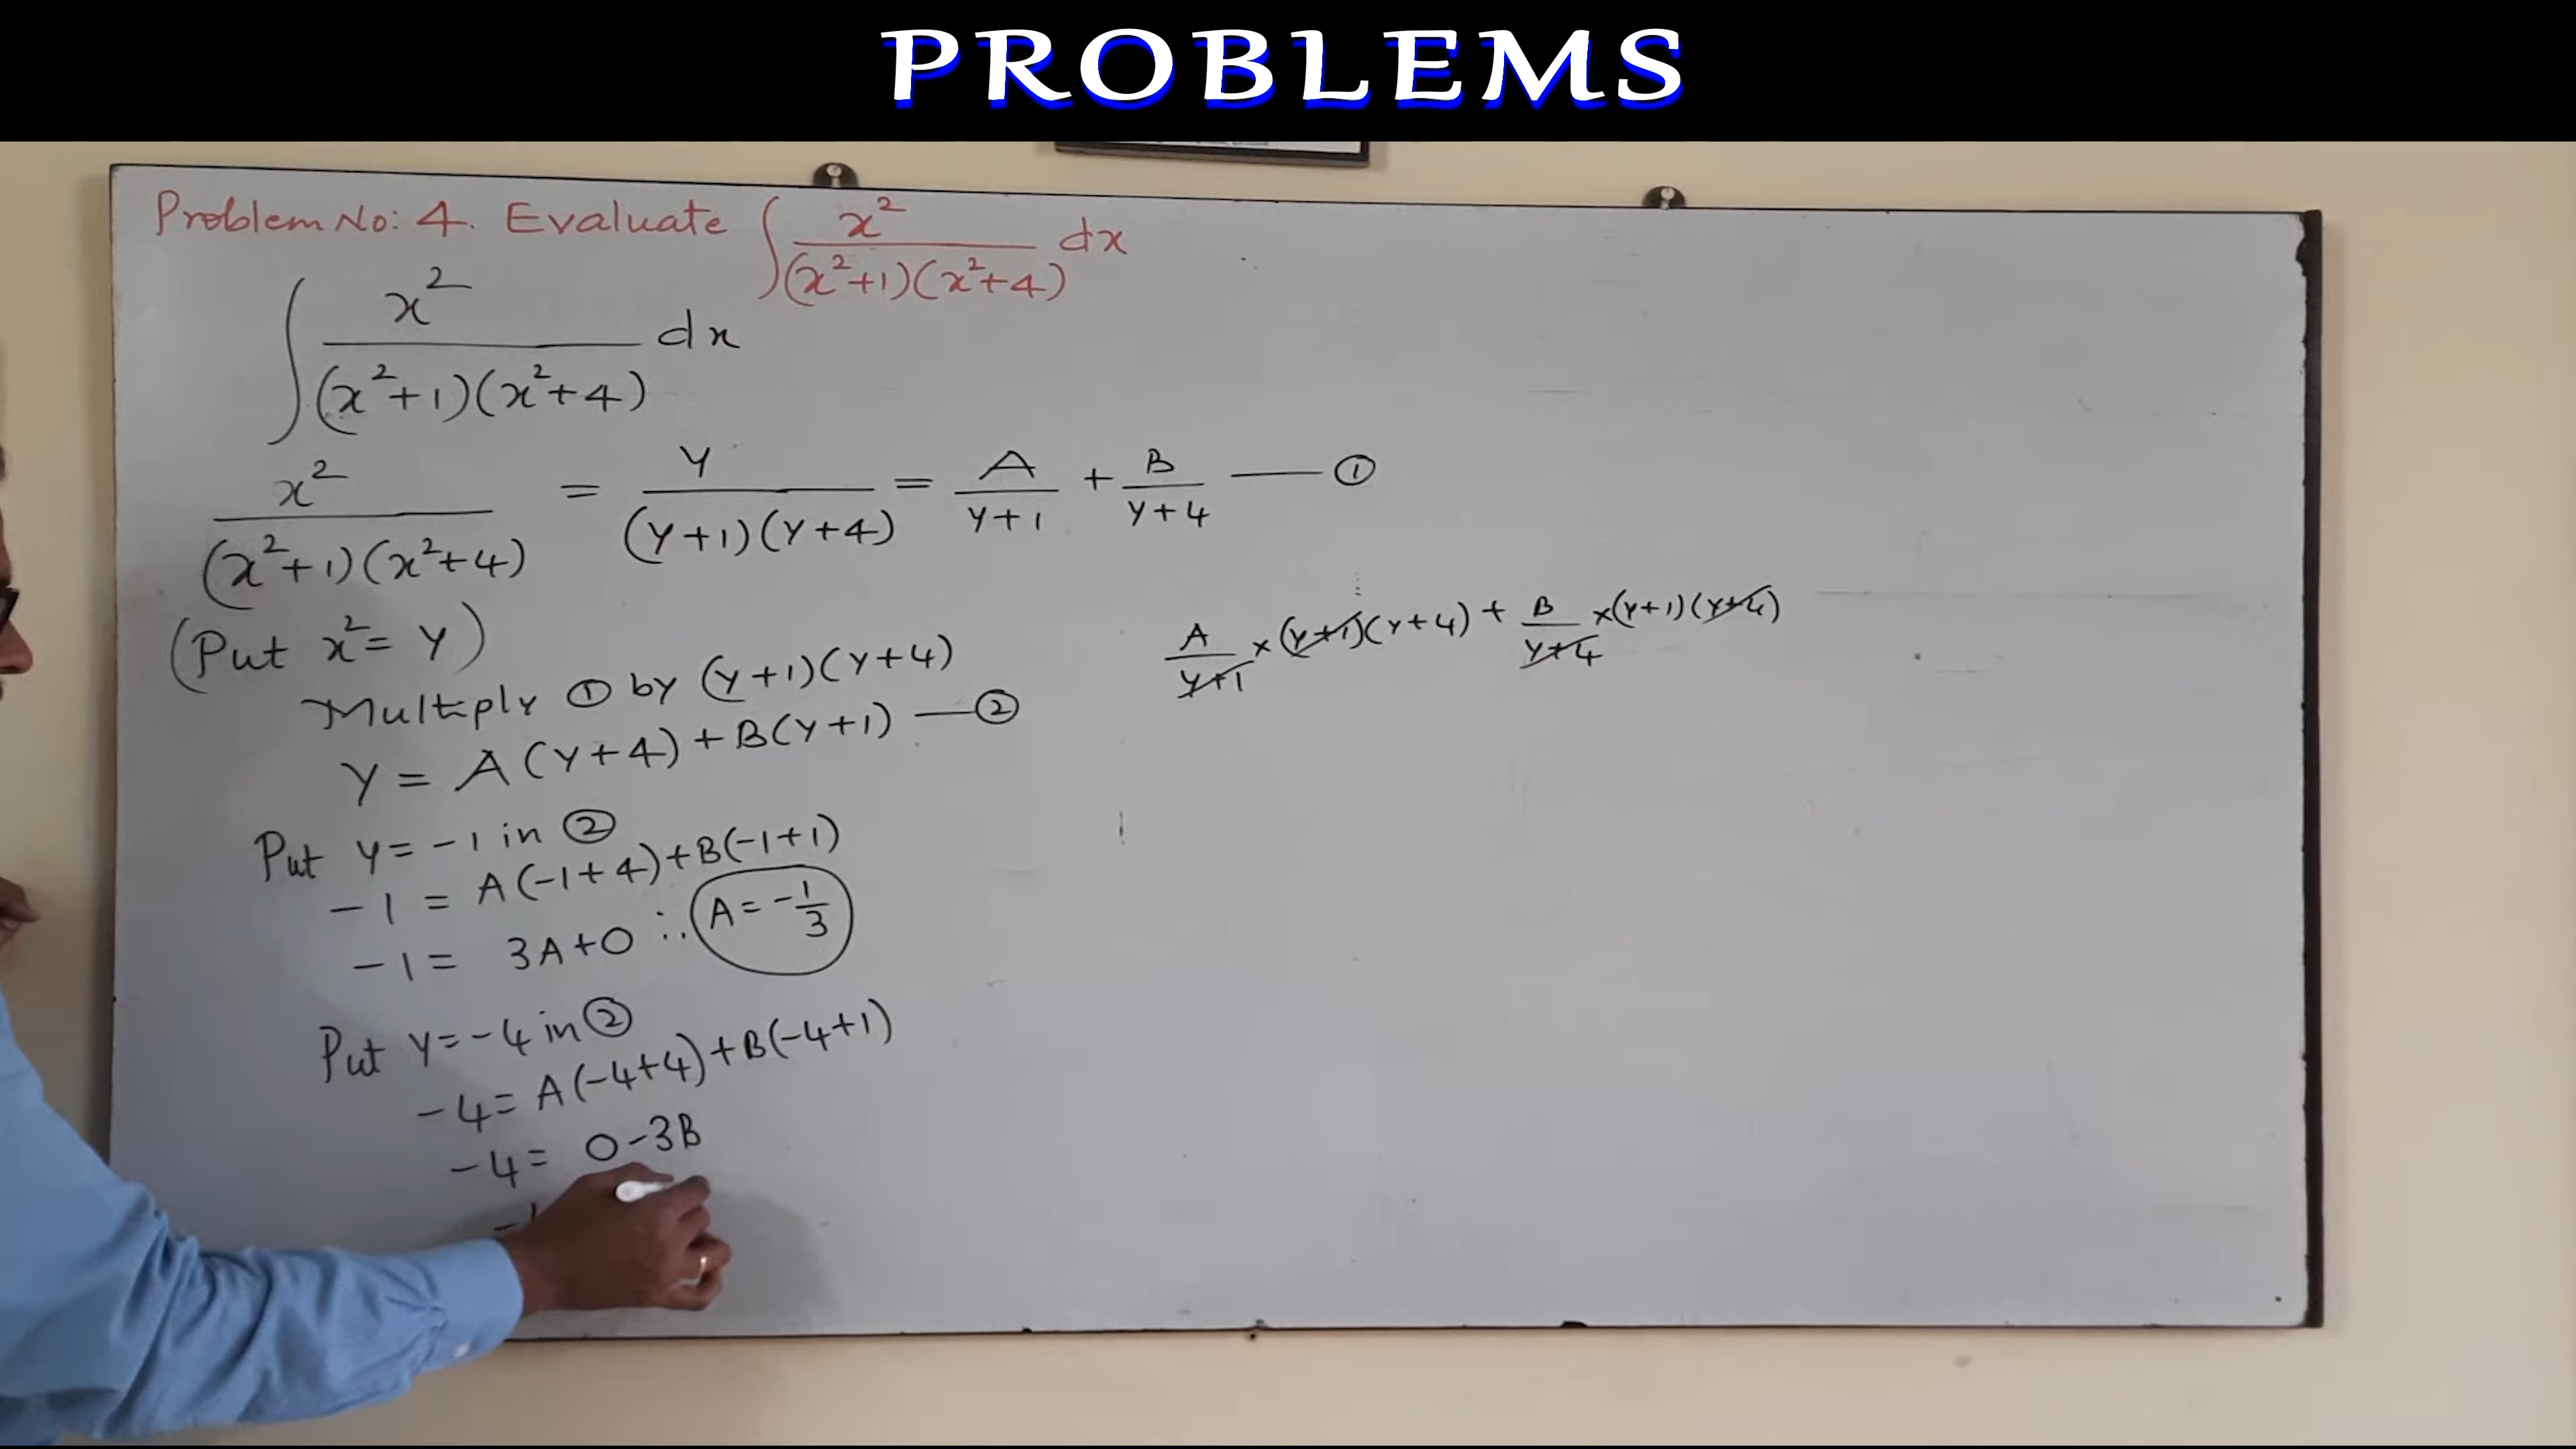 PROBLEMS
Problem No: 4. Evaluate ∫ x²/((x²+1)(x²+4)) dx
∫ x²/((x²+1)(x²+4)) dx
x²/((x²+1)(x²+4)) = Y/((Y+1)(Y+4)) = A/(Y+1) + B/(Y+4) —— ①
(Put x² = Y)
A/(Y+1) × (Y+1)(Y+4) + B/(Y+4) × (Y+1)(Y+4)
Multiply ① by (Y+1)(Y+4)
Y = A(Y+4) + B(Y+1) —— ②
Put Y = -1 in ②
-1 = A(-1+4) + B(-1+1)
-1 = 3A+0 ∴ A = -1/3
Put Y = -4 in ②
-4 = A(-4+4) + B(-4+1)
-4 = 0-3B